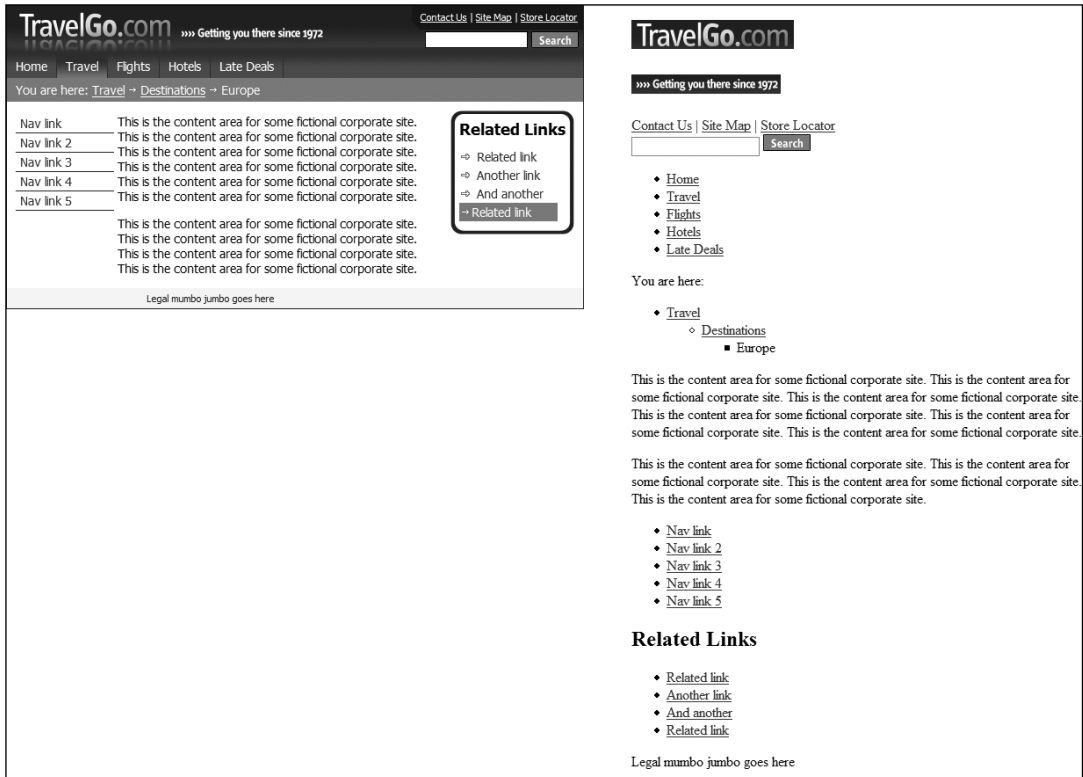 TravelGo.com
»»» Getting you there since 1972
Contact Us | Site Map | Store Locator
Search
Home Travel Flights Hotels Late Deals
You are here: Travel → Destinations → Europe
Nav link
Nav link 2
Nav link 3
Nav link 4
Nav link 5
This is the content area for some fictional corporate site.
This is the content area for some fictional corporate site.
This is the content area for some fictional corporate site.
This is the content area for some fictional corporate site.
This is the content area for some fictional corporate site.
This is the content area for some fictional corporate site.
This is the content area for some fictional corporate site.
This is the content area for some fictional corporate site.
This is the content area for some fictional corporate site.
This is the content area for some fictional corporate site.
Related Links
⇨ Related link
⇨ Another link
⇨ And another
→ Related link
Legal mumbo jumbo goes here
TravelGo.com
»»» Getting you there since 1972
Contact Us | Site Map | Store Locator
Search
Home
Travel
Flights
Hotels
Late Deals
You are here:
Travel
Destinations
Europe
This is the content area for some fictional corporate site. This is the content area for
some fictional corporate site. This is the content area for some fictional corporate site.
This is the content area for some fictional corporate site. This is the content area for
some fictional corporate site. This is the content area for some fictional corporate site.
This is the content area for some fictional corporate site. This is the content area for
some fictional corporate site. This is the content area for some fictional corporate site.
This is the content area for some fictional corporate site.
Nav link
Nav link 2
Nav link 3
Nav link 4
Nav link 5
Related Links
Related link
Another link
And another
Related link
Legal mumbo jumbo goes here